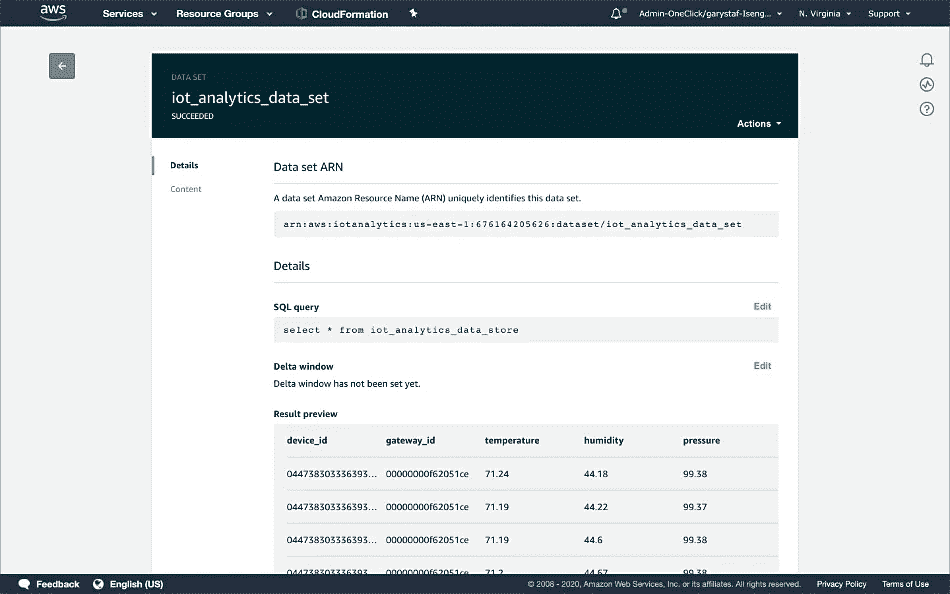 aws
Services
Resource Groups
CloudFormation
Admin-OneClick/garystaf-Iseng...
N. Virginia
Support
DATA SET
iot_analytics_data_set
SUCCEEDED
Actions
Details
Content
Data set ARN
A data set Amazon Resource Name (ARN) uniquely identifies this data set.
arn:aws:iotanalytics:us-east-1:676164205626:dataset/iot_analytics_data_set
Details
SQL query Edit
select * from iot_analytics_data_store
Delta window Edit
Delta window has not been set yet.
Result preview
device_id gateway_id temperature humidity pressure
044738303336393... 00000000f62051ce 71.24 44.18 99.38
044738303336393... 00000000f62051ce 71.19 44.22 99.37
044738303336393... 00000000f62051ce 71.19 44.6 99.38
044738303336393... 00000000f62051ce 71.2 44.67 99.38
Feedback
English (US)
© 2008 - 2020, Amazon Web Services, Inc. or its affiliates. All rights reserved.
Privacy Policy
Terms of Use